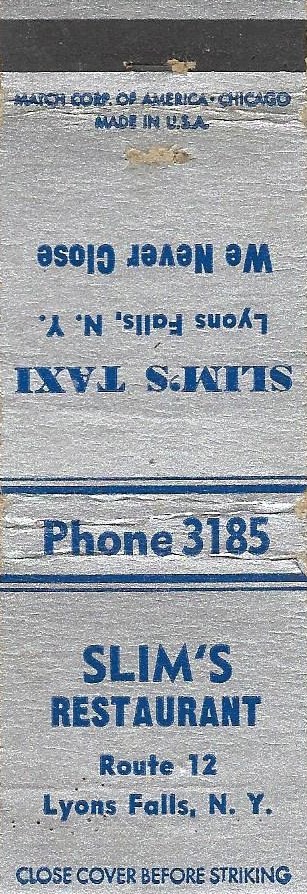 MATCH CORP. OF AMERICA · CHICAGO
MADE IN U.S.A.
SLIM'S TAXI
Lyons Falls, N. Y.
We Never Close
Phone 3185
SLIM'S
RESTAURANT
Route 12
Lyons Falls, N. Y.
CLOSE COVER BEFORE STRIKING